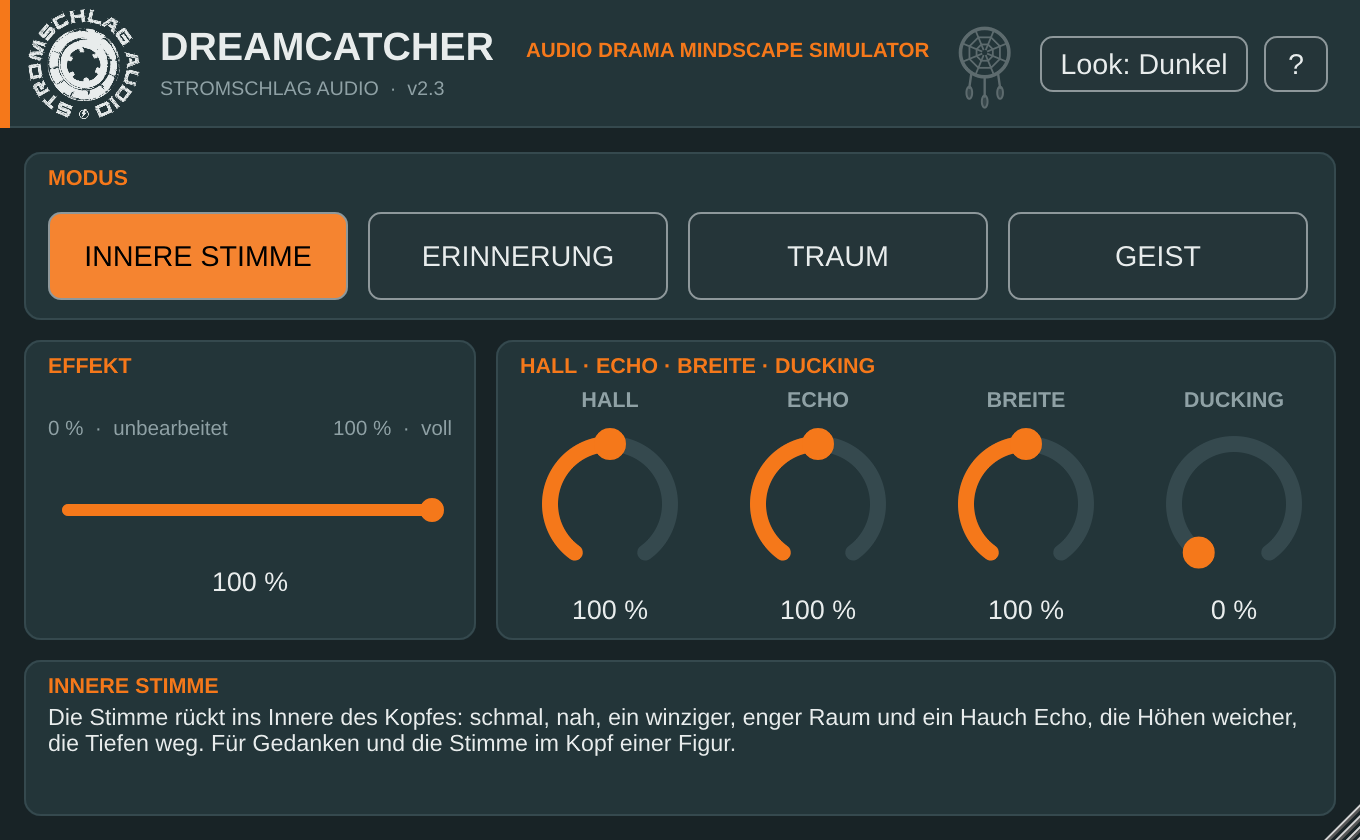 STROMSCHLAG AUDIO
DREAMCATCHER
AUDIO DRAMA MINDSCAPE SIMULATOR
STROMSCHLAG AUDIO · v2.3
Look: Dunkel
?
MODUS
INNERE STIMME
ERINNERUNG
TRAUM
GEIST
EFFEKT
0 % · unbearbeitet
100 % · voll
100 %
HALL · ECHO · BREITE · DUCKING
HALL
ECHO
BREITE
DUCKING
100 %
100 %
100 %
0 %
INNERE STIMME
Die Stimme rückt ins Innere des Kopfes: schmal, nah, ein winziger, enger Raum und ein Hauch Echo, die Höhen weicher,
die Tiefen weg. Für Gedanken und die Stimme im Kopf einer Figur.